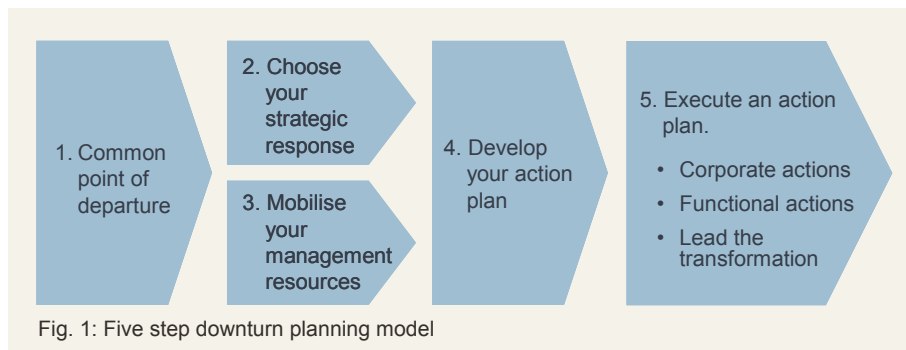 1. Common
point of
departure
2. Choose
your
strategic
response
3. Mobilise
your
management
resources
4. Develop
your action
plan
5. Execute an action
plan.
• Corporate actions
• Functional actions
• Lead the
transformation
Fig. 1: Five step downturn planning model